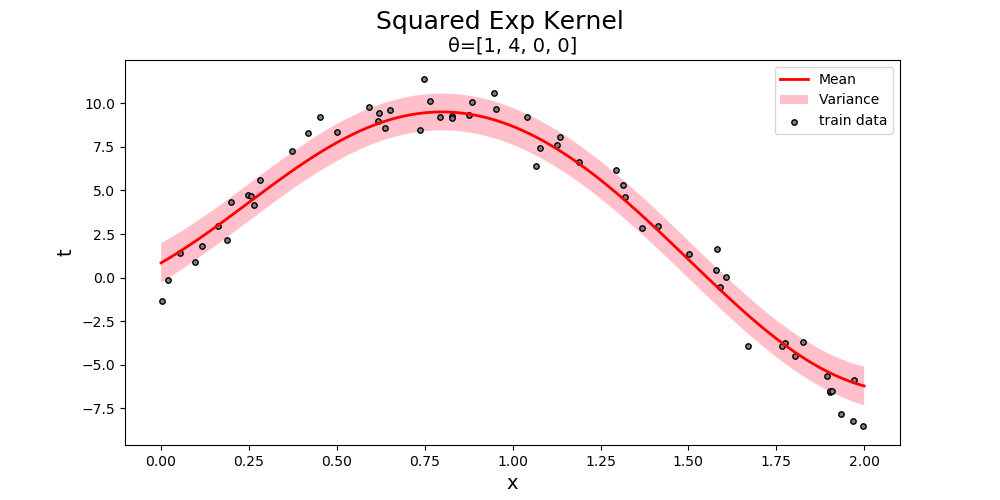 Squared Exp Kernel
θ=[1, 4, 0, 0]
Mean
Variance
train data
10.0
7.5
5.0
2.5
0.0
−2.5
−5.0
−7.5
t
0.00
0.25
0.50
0.75
1.00
1.25
1.50
1.75
2.00
x